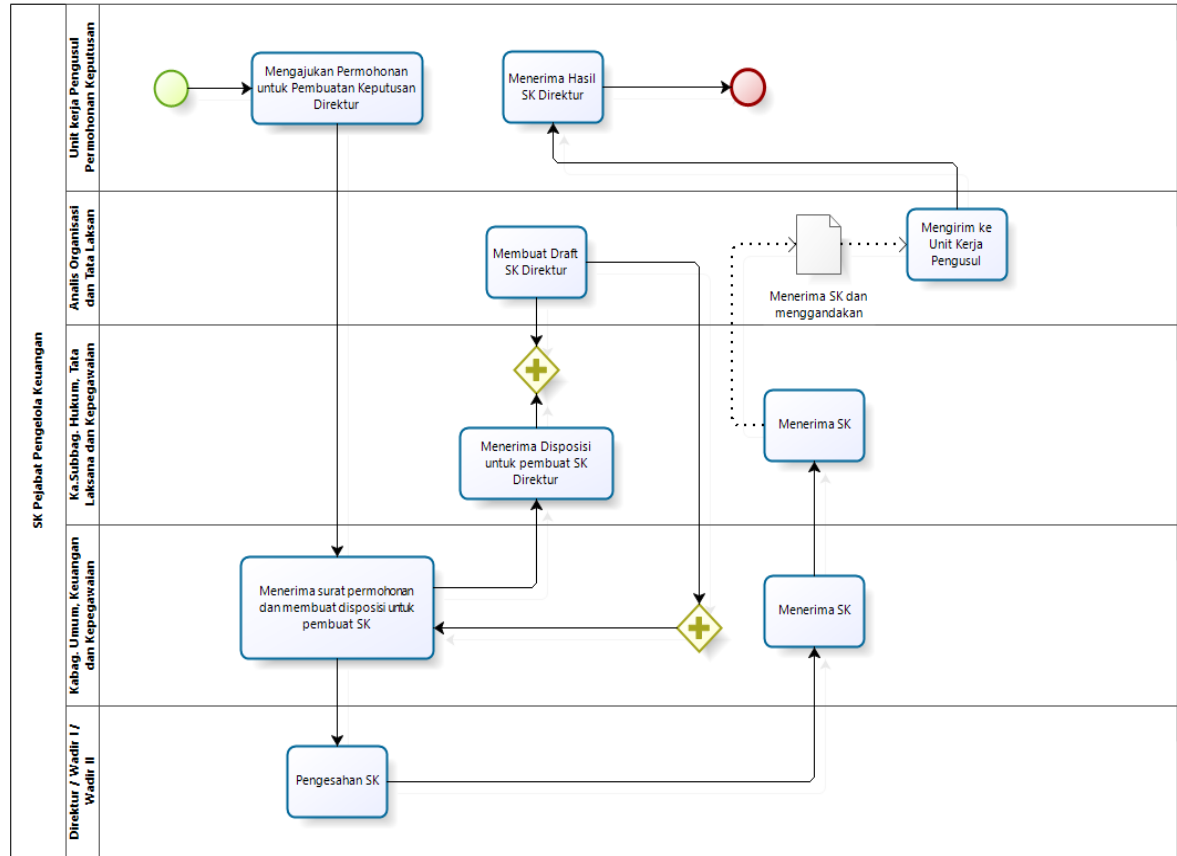 SK Pejabat Pengelola Keuangan
Unit kerja Pengusul
Permohonan Keputusan
Mengajukan Permohonan
untuk Pembuatan Keputusan
Direktur
Menerima Hasil
SK Direktur
Analis Organisasi
dan Tata Laksan
Membuat Draft
SK Direktur
Menerima SK dan
menggandakan
Mengirim ke
Unit Kerja
Pengusul
Ka.Subbag. Hukum, Tata
Laksana dan Kepegawaian
Menerima Disposisi
untuk pembuat SK
Direktur
Menerima SK
Kabag. Umum, Keuangan
dan Kepegawaian
Menerima surat permohonan
dan membuat disposisi untuk
pembuat SK
Menerima SK
Direktur / Wadir I /
Wadir II
Pengesahan SK